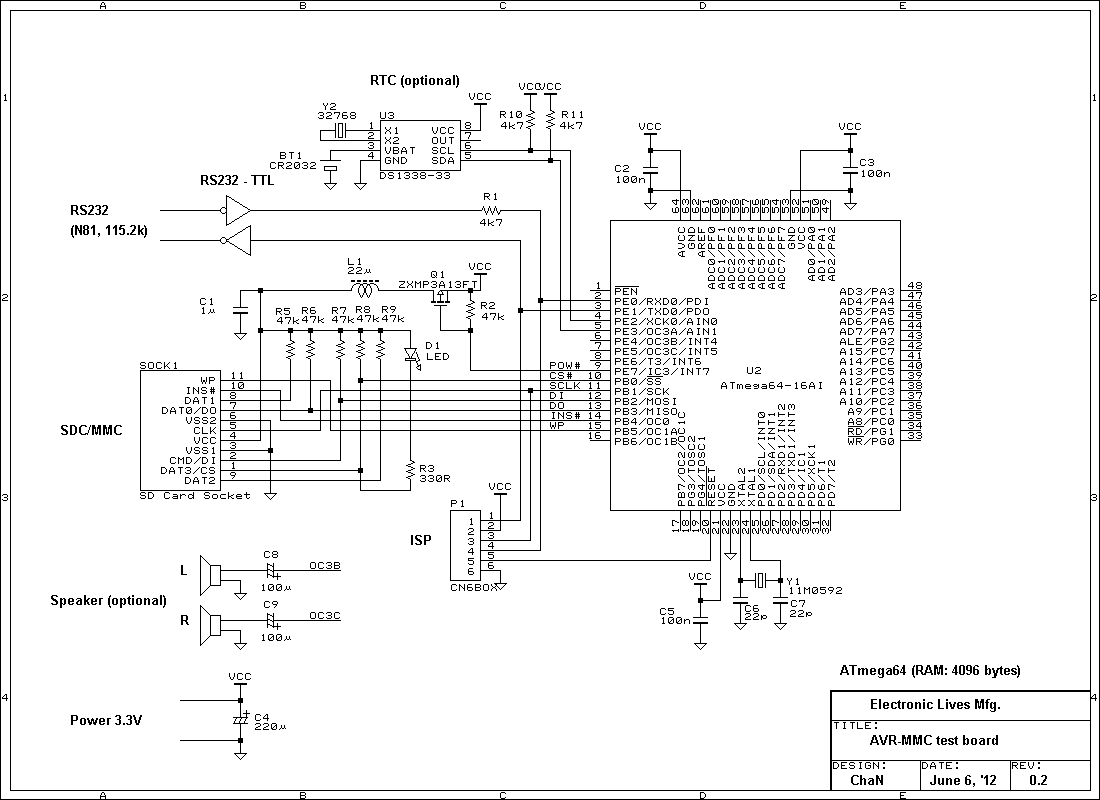 A B C D E
1 1
2 2
3 3
4 4
A B C D E
RTC (optional)
Y2
32768
U3
1 X1 VCC 8
2 X2 OUT 7
3 VBAT SCL 6
4 GND SDA 5
DS1338-33
BT1
CR2032
VCC
VCC VCC
R10
4k7
R11
4k7
RS232 - TTL
RS232
(N81, 115.2k)
R1
4k7
L1
22μ
Q1
ZXMP3A13FT
VCC
C1
1μ
R2
47k
R5
47k
R6
47k
R7
47k
R8
47k
R9
47k
D1
LED
SOCK1
WP 11
INS# 10
DAT1 8
DAT0/DO 7
VSS2 6
CLK 5
VCC 4
VSS1 3
CMD/DI 2
DAT3/CS 1
DAT2 9
SD Card Socket
SDC/MMC
R3
330R
VCC
C2
100n
VCC
C3
100n
64 63 62 61 60 59 58 57 56 55 54 53 52 51 50 49
AVCC
GND
AREF
ADC0/PF0
ADC1/PF1
ADC2/PF2
ADC3/PF3
ADC4/PF4
ADC5/PF5
ADC6/PF6
ADC7/PF7
GND
VCC
AD0/PA0
AD1/PA1
AD2/PA2
1 PEN
2 PE0/RXD0/PDI
3 PE1/TXD0/PDO
4 PE2/XCK0/AIN0
5 PE3/OC3A/AIN1
6 PE4/OC3B/INT4
7 PE5/OC3C/INT5
8 PE6/T3/INT6
POW# 9 PE7/IC3/INT7
CS# 10 PB0/SS
SCLK 11 PB1/SCK
DI 12 PB2/MOSI
DO 13 PB3/MISO
INS# 14 PB4/OC0
WP 15 PB5/OC1A
16 PB6/OC1B
U2
ATmega64-16AI
AD3/PA3 48
AD4/PA4 47
AD5/PA5 46
AD6/PA6 45
AD7/PA7 44
ALE/PG2 43
A15/PC7 42
A14/PC6 41
A13/PC5 40
A12/PC4 39
A11/PC3 38
A10/PC2 37
A9/PC1 36
A8/PC0 35
RD/PG1 34
WR/PG0 33
PB7/OC2/OC1C
PG3/TOSC2
PG4/TOSC1
RESET
VCC
GND
XTAL2
XTAL1
PD0/SCL/INT0
PD1/SDA/INT1
PD2/RXD1/INT2
PD3/TXD1/INT3
PD4/IC1
PD5/XCK1
PD6/T1
PD7/T2
17 18 19 20 21 22 23 24 25 26 27 28 29 30 31 32
ISP
P1
VCC
1 1
2 2
3 3
4 4
5 5
6 6
CN6BOX
VCC
C5
100n
C6
22p
Y1
11M0592
C7
22p
Speaker (optional)
L
C8
100μ
OC3B
R
C9
100μ
OC3C
Power 3.3V
VCC
C4
220μ
ATmega64 (RAM: 4096 bytes)
Electronic Lives Mfg.
TITLE:
AVR-MMC test board
DESIGN: DATE: REV:
ChaN June 6, '12 0.2